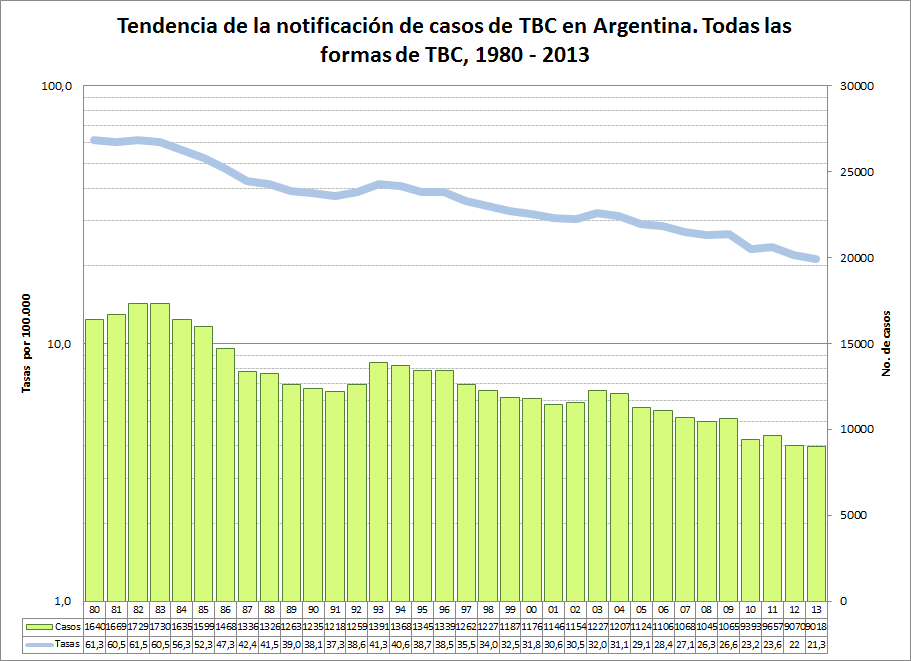 Tendencia de la notificación de casos de TBC en Argentina. Todas las
formas de TBC, 1980 - 2013
100,0
10,0
1,0
Tasas por 100.000
30000
25000
20000
15000
10000
5000
0
No. de casos
80 81 82 83 84 85 86 87 88 89 90 91 92 93 94 95 96 97 98 99 00 01 02 03 04 05 06 07 08 09 10 11 12 13
Casos 1640 1669 1729 1730 1635 1599 1468 1336 1326 1263 1235 1218 1259 1391 1368 1345 1339 1262 1227 1187 1176 1146 1154 1227 1207 1124 1106 1068 1045 1065 9393 9657 9070 9018
Tasas 61,3 60,5 61,5 60,5 56,3 52,3 47,3 42,4 41,5 39,0 38,1 37,3 38,6 41,3 40,6 38,7 38,5 35,5 34,0 32,5 31,8 30,6 30,5 32,0 31,1 29,1 28,4 27,1 26,3 26,6 23,2 23,6 22 21,3